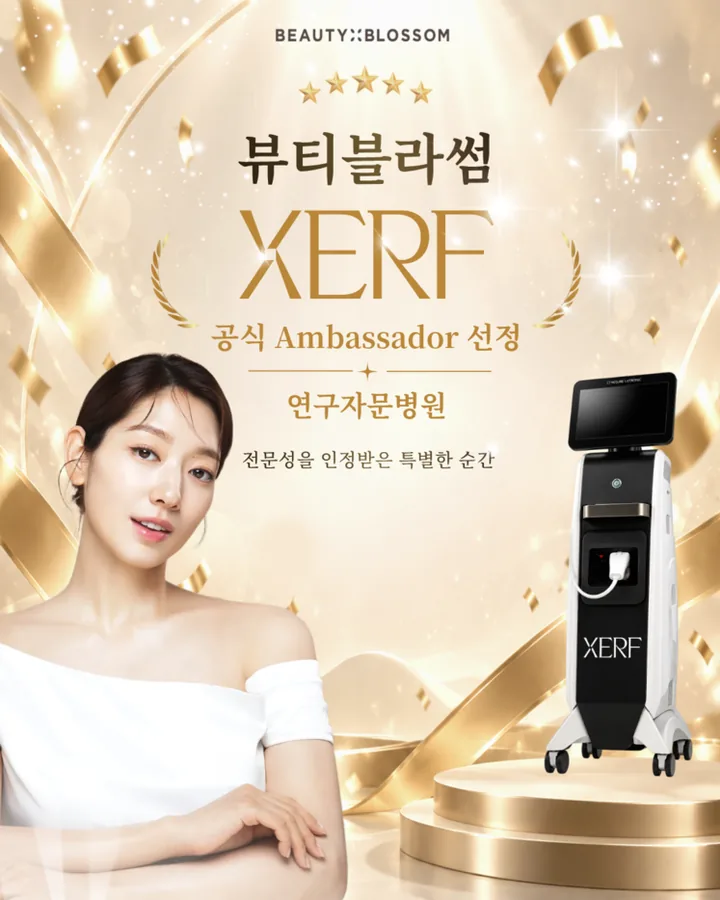 BEAUTY BLOSSOM
뷰티블라썸
XERF
공식 Ambassador 선정
연구자문병원
전문성을 인정받은 특별한 순간
XERF